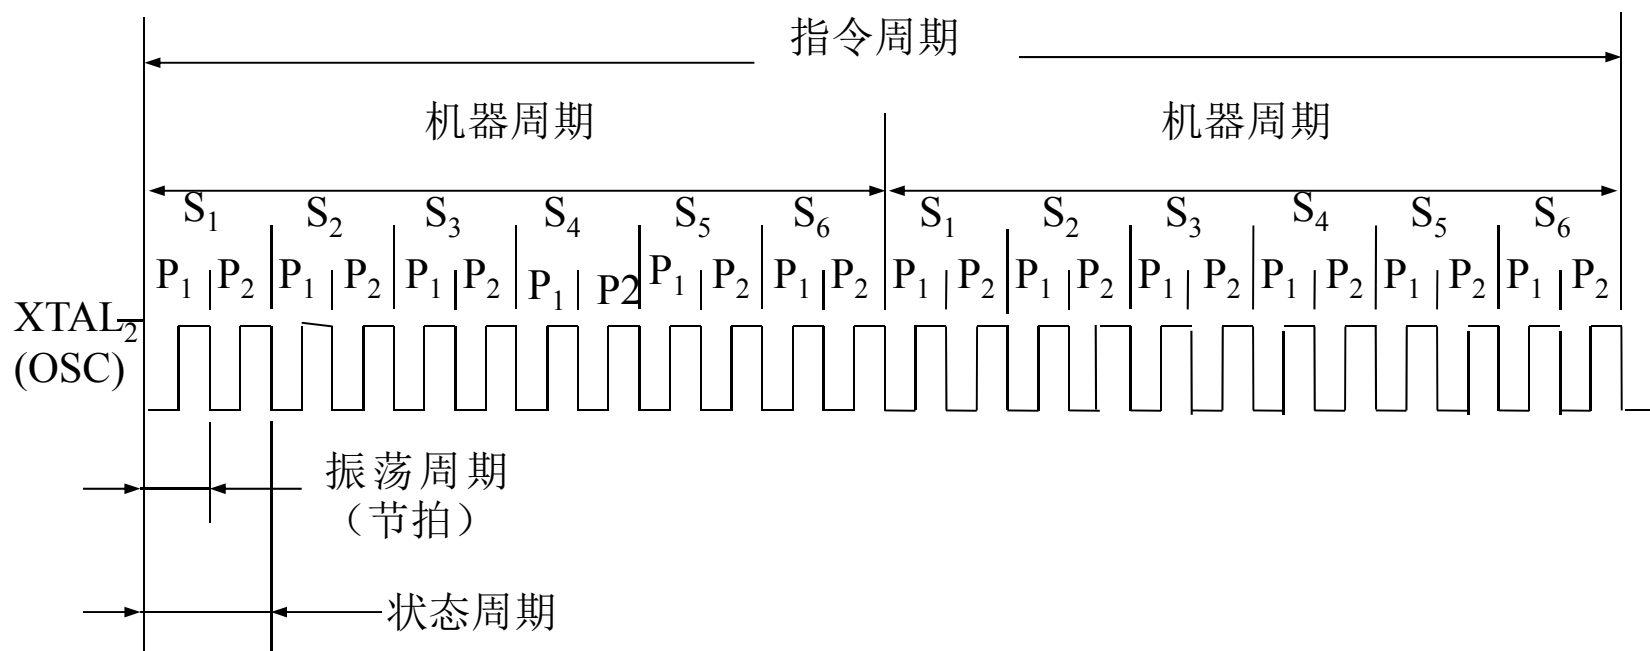 指令周期
机器周期 机器周期
S₁ S₂ S₃ S₄ S₅ S₆ S₁ S₂ S₃ S₄ S₅ S₆
P₁ P₂ P₁ P₂ P₁ P₂ P₁ P2 P₁ P₂ P₁ P₂ P₁ P₂ P₁ P₂ P₁ P₂ P₁ P₂ P₁ P₂ P₁ P₂
XTAL₂
(OSC)
振荡周期
（节拍）
状态周期